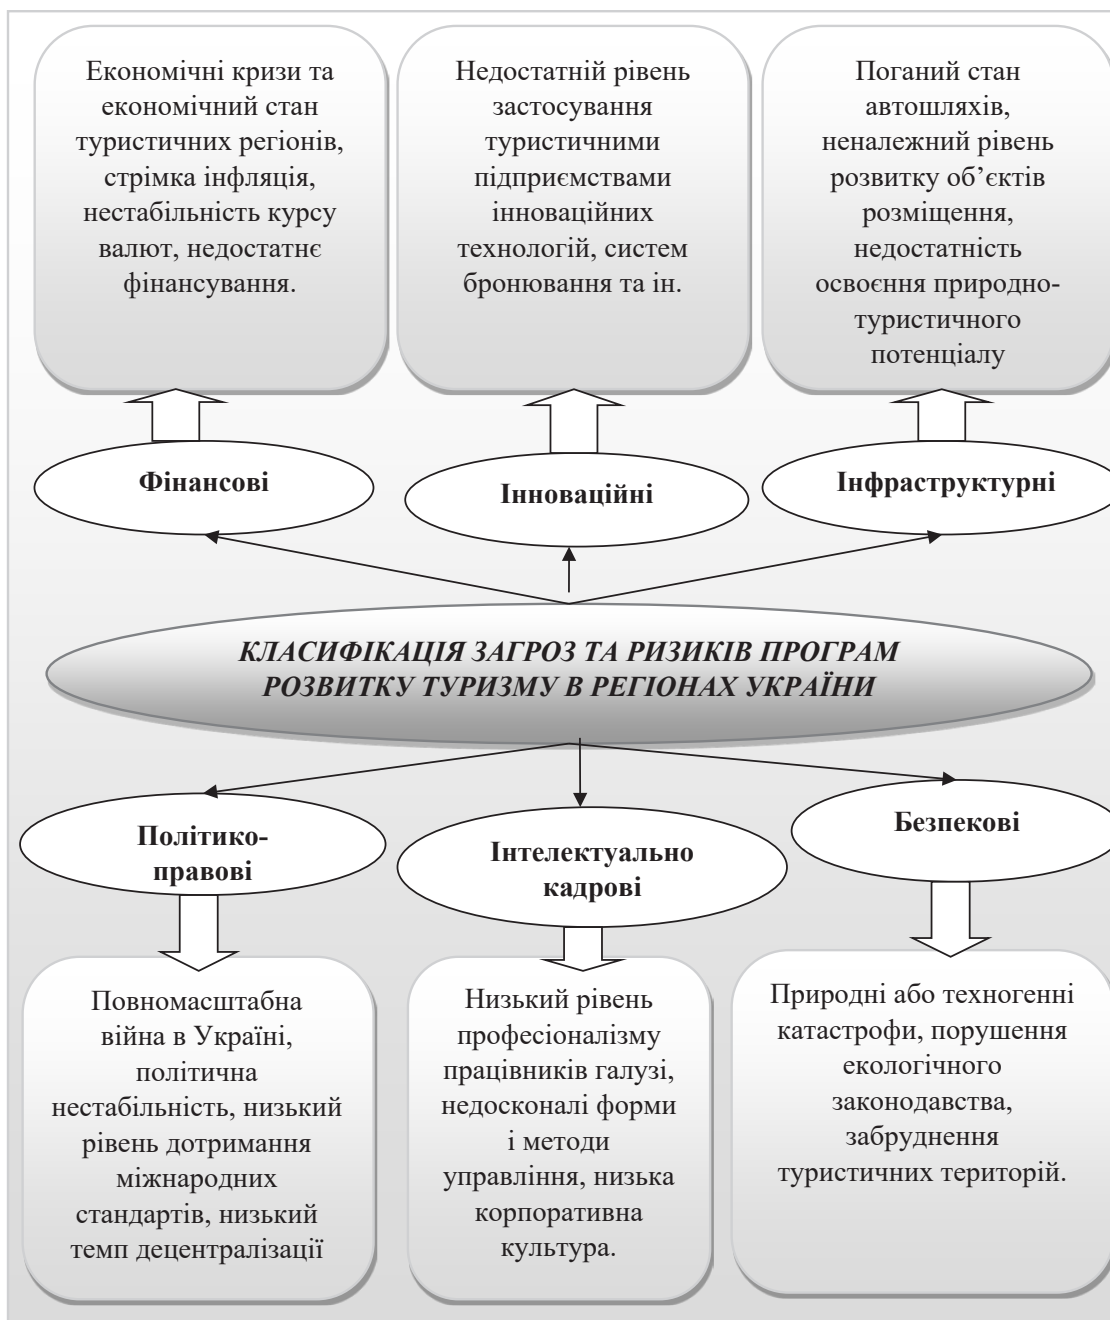 Економічні кризи та
економічний стан
туристичних регіонів,
стрімка інфляція,
нестабільність курсу
валют, недостатнє
фінансування.
Недостатній рівень
застосування
туристичними
підприємствами
інноваційних
технологій, систем
бронювання та ін.
Поганий стан
автошляхів,
неналежний рівень
розвитку об’єктів
розміщення,
недостатність
освоєння природно-
туристичного
потенціалу
Фінансові
Інноваційні
Інфраструктурні
КЛАСИФІКАЦІЯ ЗАГРОЗ ТА РИЗИКІВ ПРОГРАМ
РОЗВИТКУ ТУРИЗМУ В РЕГІОНАХ УКРАЇНИ
Політико-
правові
Інтелектуально
кадрові
Безпекові
Повномасштабна
війна в Україні,
політична
нестабільність, низький
рівень дотримання
міжнародних
стандартів, низький
темп децентралізації
Низький рівень
професіоналізму
працівників галузі,
недосконалі форми
і методи
управління, низька
корпоративна
культура.
Природні або техногенні
катастрофи, порушення
екологічного
законодавства,
забруднення
туристичних територій.